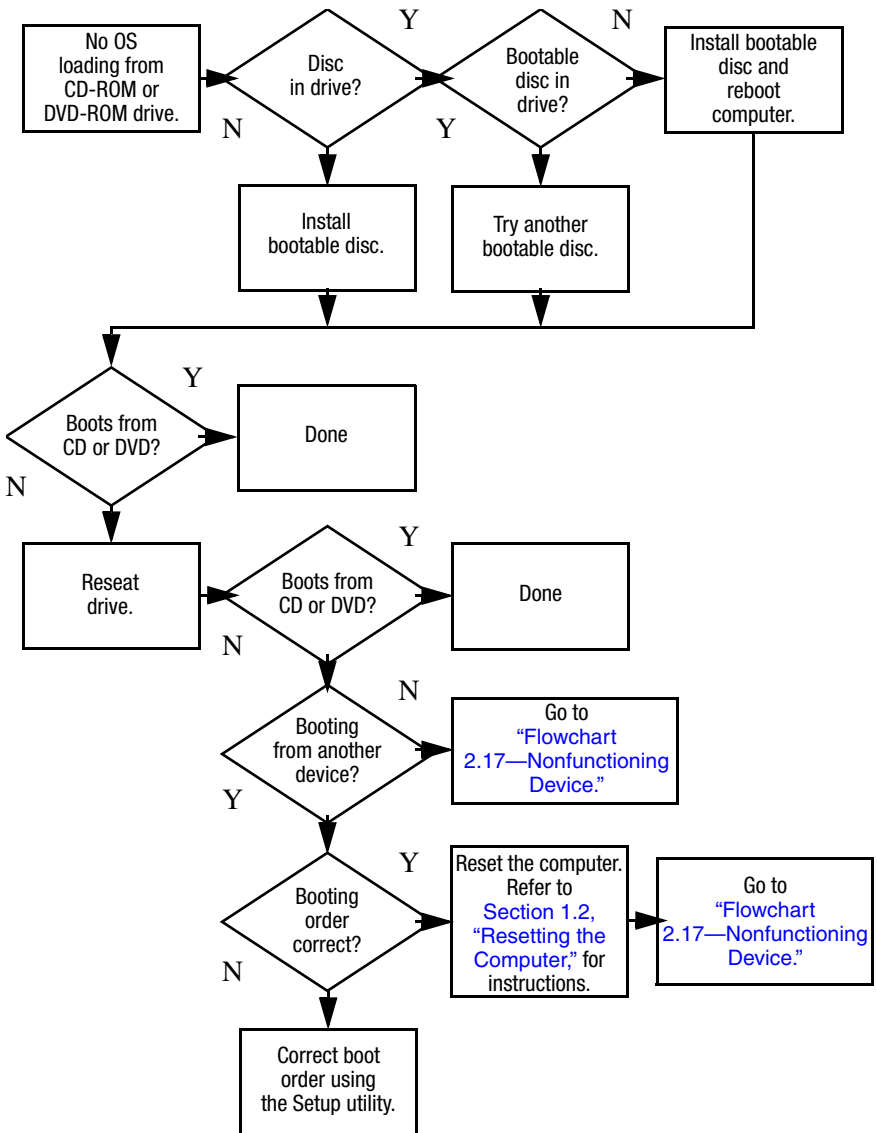 Y
N
No OS
loading from
CD-ROM or
DVD-ROM drive.
Disc
in drive?
Bootable
disc in
drive?
Install bootable
disc and
reboot
computer.
N
Y
Install
bootable disc.
Try another
bootable disc.
Y
Boots from
CD or DVD?
Done
N
Y
Reseat
drive.
Boots from
CD or DVD?
Done
N
N
Booting
from another
device?
Go to
“Flowchart
2.17—Nonfunctioning
Device.”
Y
Y
Booting
order
correct?
Reset the computer.
Refer to
Section 1.2,
“Resetting the
Computer,” for
instructions.
Go to
“Flowchart
2.17—Nonfunctioning
Device.”
N
Correct boot
order using
the Setup utility.